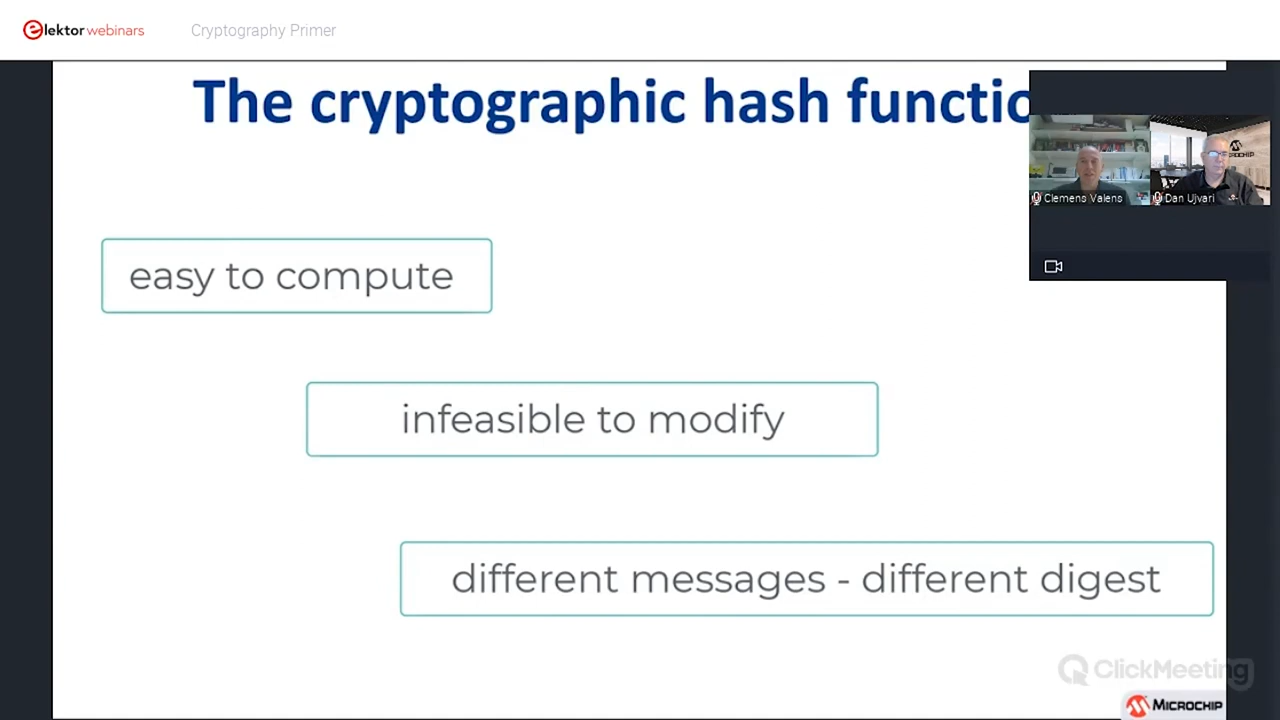 elektor webinars
Cryptography Primer
The cryptographic hash functio
MICROCHIP
Clemens Valens
Dan Ujvari
easy to compute
infeasible to modify
different messages - different digest
ClickMeeting
MICROCHIP